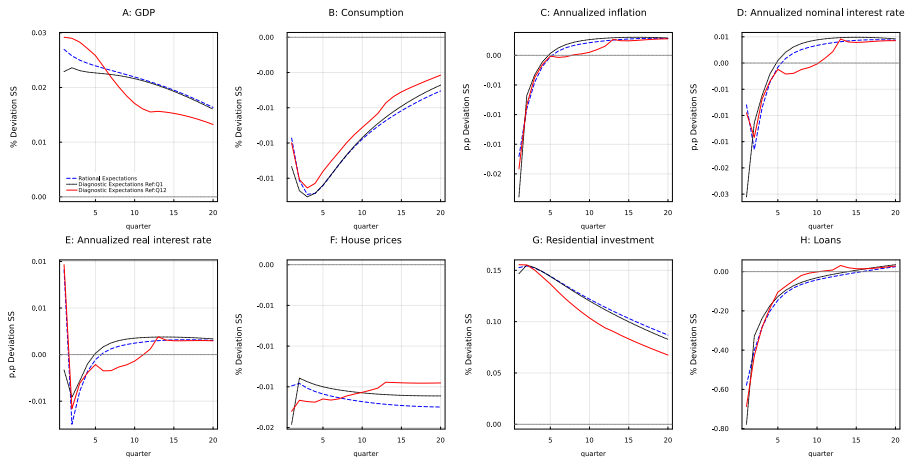 A: GDP
% Deviation SS
0.03
0.02
0.01
0.00
Rational Expectations
Diagnostic Expectations Ref:Q1
Diagnostic Expectations Ref:Q12
5
10
15
20
quarter
B: Consumption
% Deviation SS
0.00
-0.00
-0.01
-0.01
-0.01
5
10
15
20
quarter
C: Annualized inflation
p,p Deviation SS
0.00
-0.01
-0.01
-0.02
5
10
15
20
quarter
D: Annualized nominal interest rate
p,p Deviation SS
0.01
0.00
-0.01
-0.01
-0.02
-0.03
5
10
15
20
quarter
E: Annualized real interest rate
p,p Deviation SS
0.01
0.01
0.00
-0.01
5
10
15
20
quarter
F: House prices
% Deviation SS
0.00
-0.01
-0.01
-0.01
-0.02
5
10
15
20
quarter
G: Residential investment
% Deviation SS
0.15
0.10
0.05
0.00
5
10
15
20
quarter
H: Loans
% Deviation SS
0.00
-0.20
-0.40
-0.60
-0.80
5
10
15
20
quarter